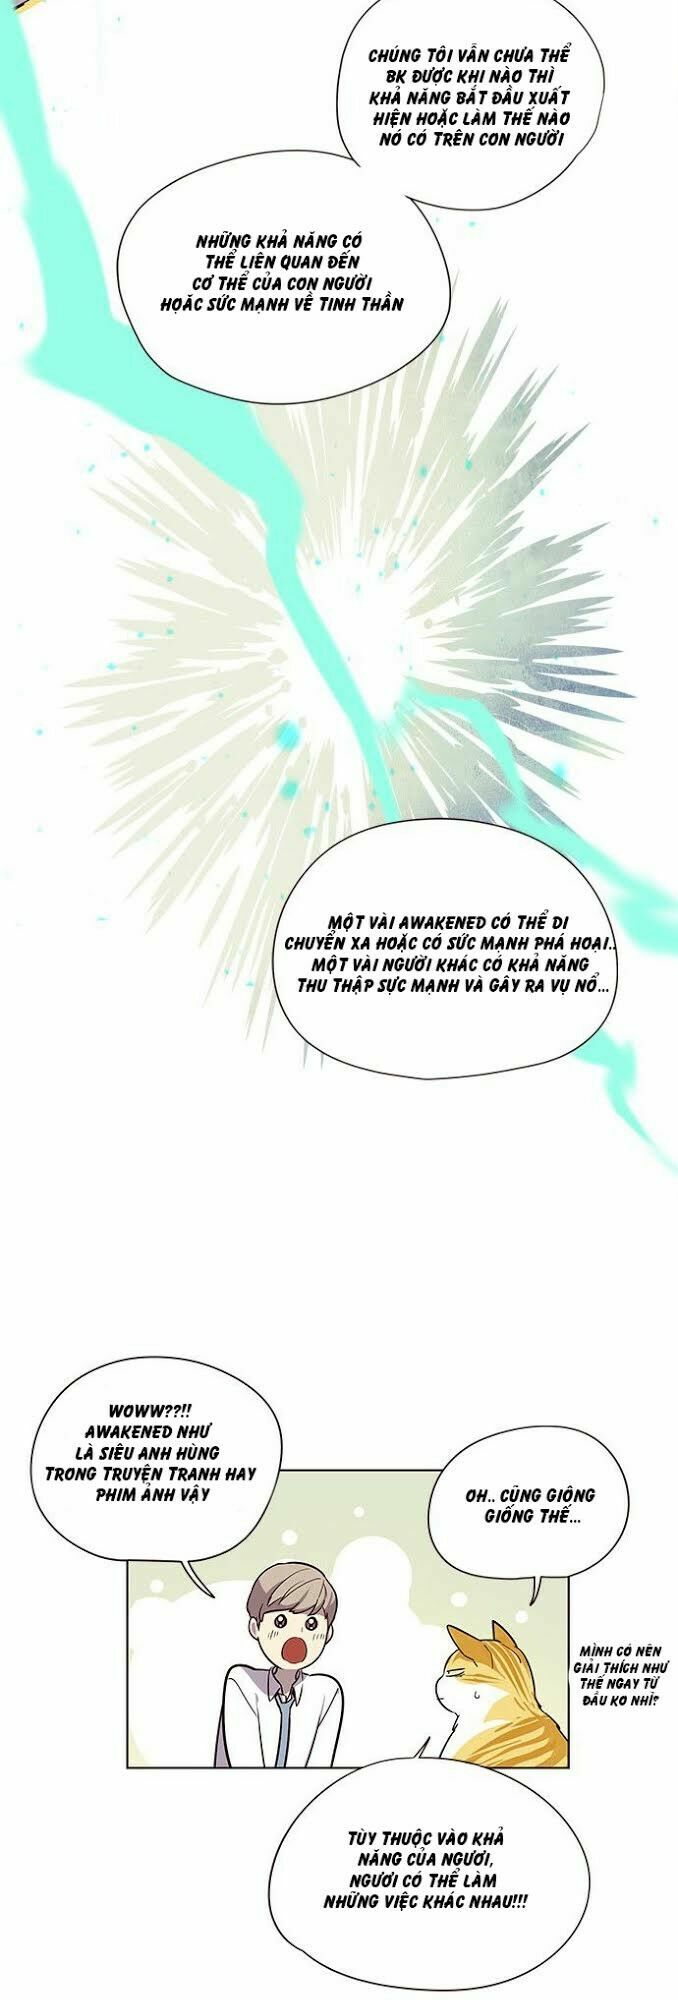 CHÚNG TÔI VẪN CHƯA THỂ
BK ĐƯỢC KHI NÀO THÌ
KHẢ NĂNG BẮT ĐẦU XUẤT
HIỆN HOẶC LÀM THẾ NÀO
NÓ CÓ TRÊN CON NGƯỜI
NHỮNG KHẢ NĂNG CÓ
THỂ LIÊN QUAN ĐẾN
CƠ THỂ CỦA CON NGƯỜI
HOẶC SỨC MẠNH VỀ TINH THẦN
MỘT VÀI AWAKENED CÓ THỂ DI
CHUYỂN XA HOẶC CÓ SỨC MẠNH PHÁ HOẠI..
MỘT VÀI NGƯỜI KHÁC CÓ KHẢ NĂNG
THU THẬP SỰC MẠNH VÀ GÂY RA VỤ NỔ...
WOWW??!!
AWAKENED NHƯ
LÀ SIÊU ANH HÙNG
TRONG TRUYỆN TRANH HAY
PHIM ẢNH VẬY
OH.. CŨNG GIÔNG
GIỐNG THẾ...
MÌNH CÓ NÊN
GIẢI THÍCH NHƯ
THẾ NGAY TỪ
ĐẦU KO NHỈ?
TÙY THUỘC VÀO KHẢ
NĂNG CỦA NGƯƠI,
NGƯƠI CÓ THỂ LÀM
NHỮNG VIỆC KHÁC NHAU!!!